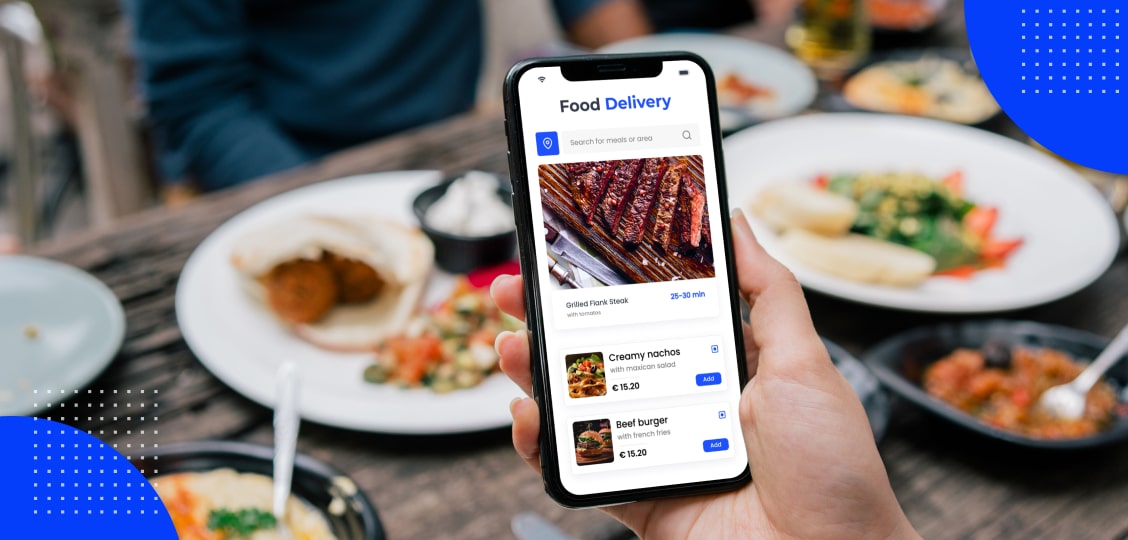 Food Delivery
Search for meals or area
Grilled Flank Steak
25-30 min
with tomatos
Creamy nachos
with maxican salad
€ 15.20
Add
Beef burger
with french fries
€ 15.20
Add